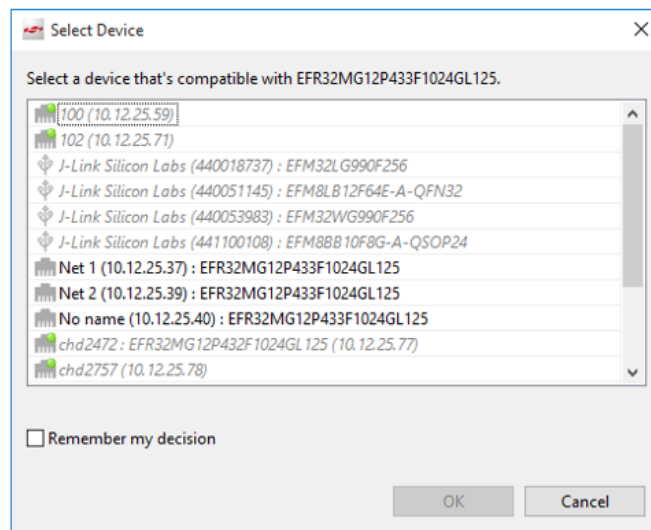 Select Device
Select a device that's compatible with EFR32MG12P433F1024GL125.
100 (10.12.25.59)
102 (10.12.25.71)
J-Link Silicon Labs (440018737) : EFM32LG990F256
J-Link Silicon Labs (440051145) : EFM8LB12F64E-A-QFN32
J-Link Silicon Labs (440053983) : EFM32WG990F256
J-Link Silicon Labs (441100108) : EFM8BB10F8G-A-QSOP24
Net 1 (10.12.25.37) : EFR32MG12P433F1024GL125
Net 2 (10.12.25.39) : EFR32MG12P433F1024GL125
No name (10.12.25.40) : EFR32MG12P433F1024GL125
chd2472 : EFR32MG12P432F1024GL125 (10.12.25.77)
chd2757 (10.12.25.78)
Remember my decision
OK Cancel